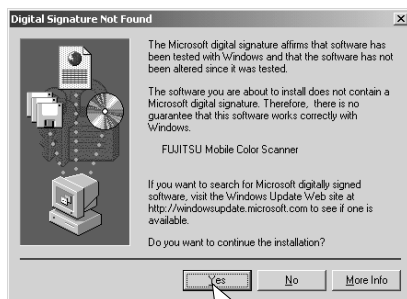 Digital Signature Not Found
The Microsoft digital signature affirms that software has
been tested with Windows and that the software has not
been altered since it was tested.
The software you are about to install does not contain a
Microsoft digital signature. Therefore, there is no
guarantee that this software works correctly with
Windows.
FUJITSU Mobile Color Scanner
If you want to search for Microsoft digitally signed
software, visit the Windows Update Web site at
http://windowsupdate.microsoft.com to see if one is
available.
Do you want to continue the installation?
Yes No More Info